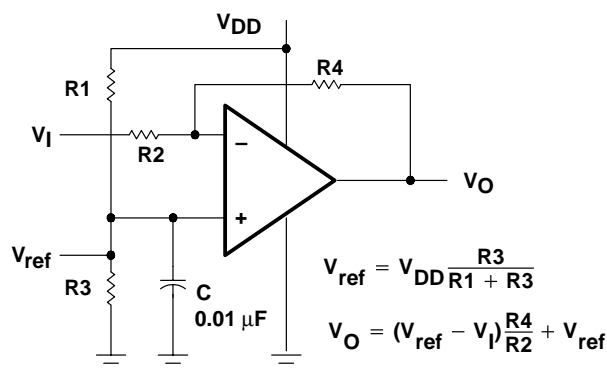 VDD
R1
R4
VI
R2
−
VO
+
Vref
R3
C
0.01 μF
Vref = VDD R3/(R1 + R3)
VO = (Vref − VI) R4/R2 + Vref